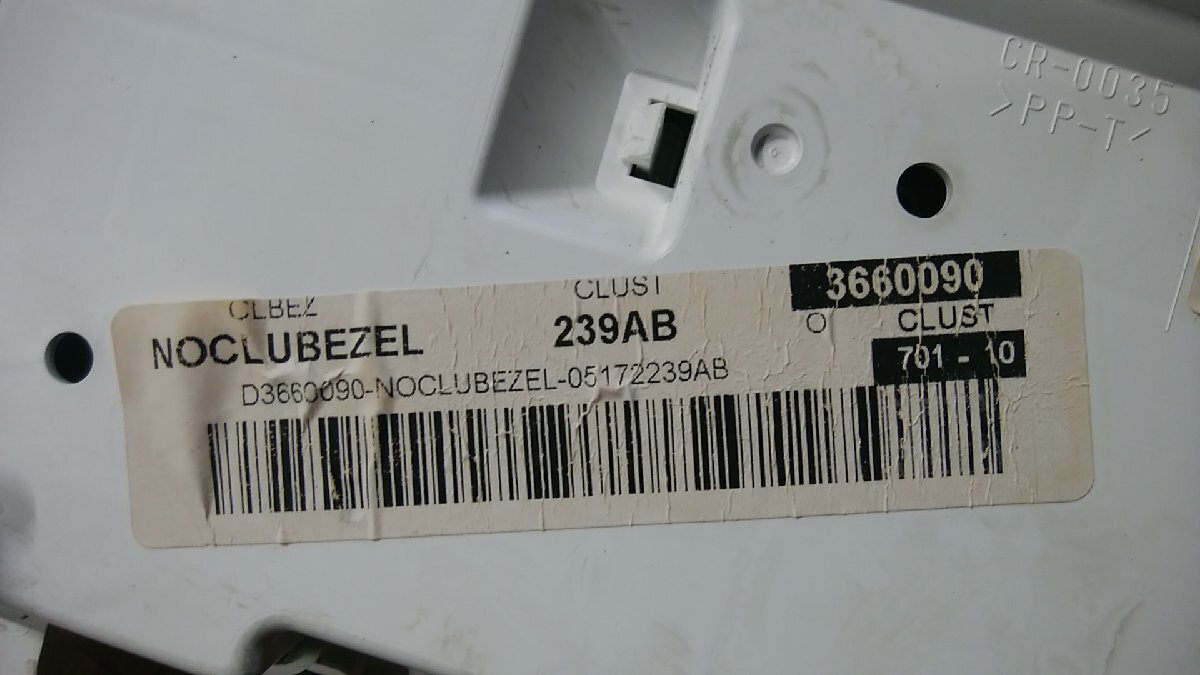 CR-0035
>PP-T<
CLBEZ
CLUST
3660090
NOCLUBEZEL
239AB
O
CLUST
701 - 10
D3660090-NOCLUBEZEL-05172239AB